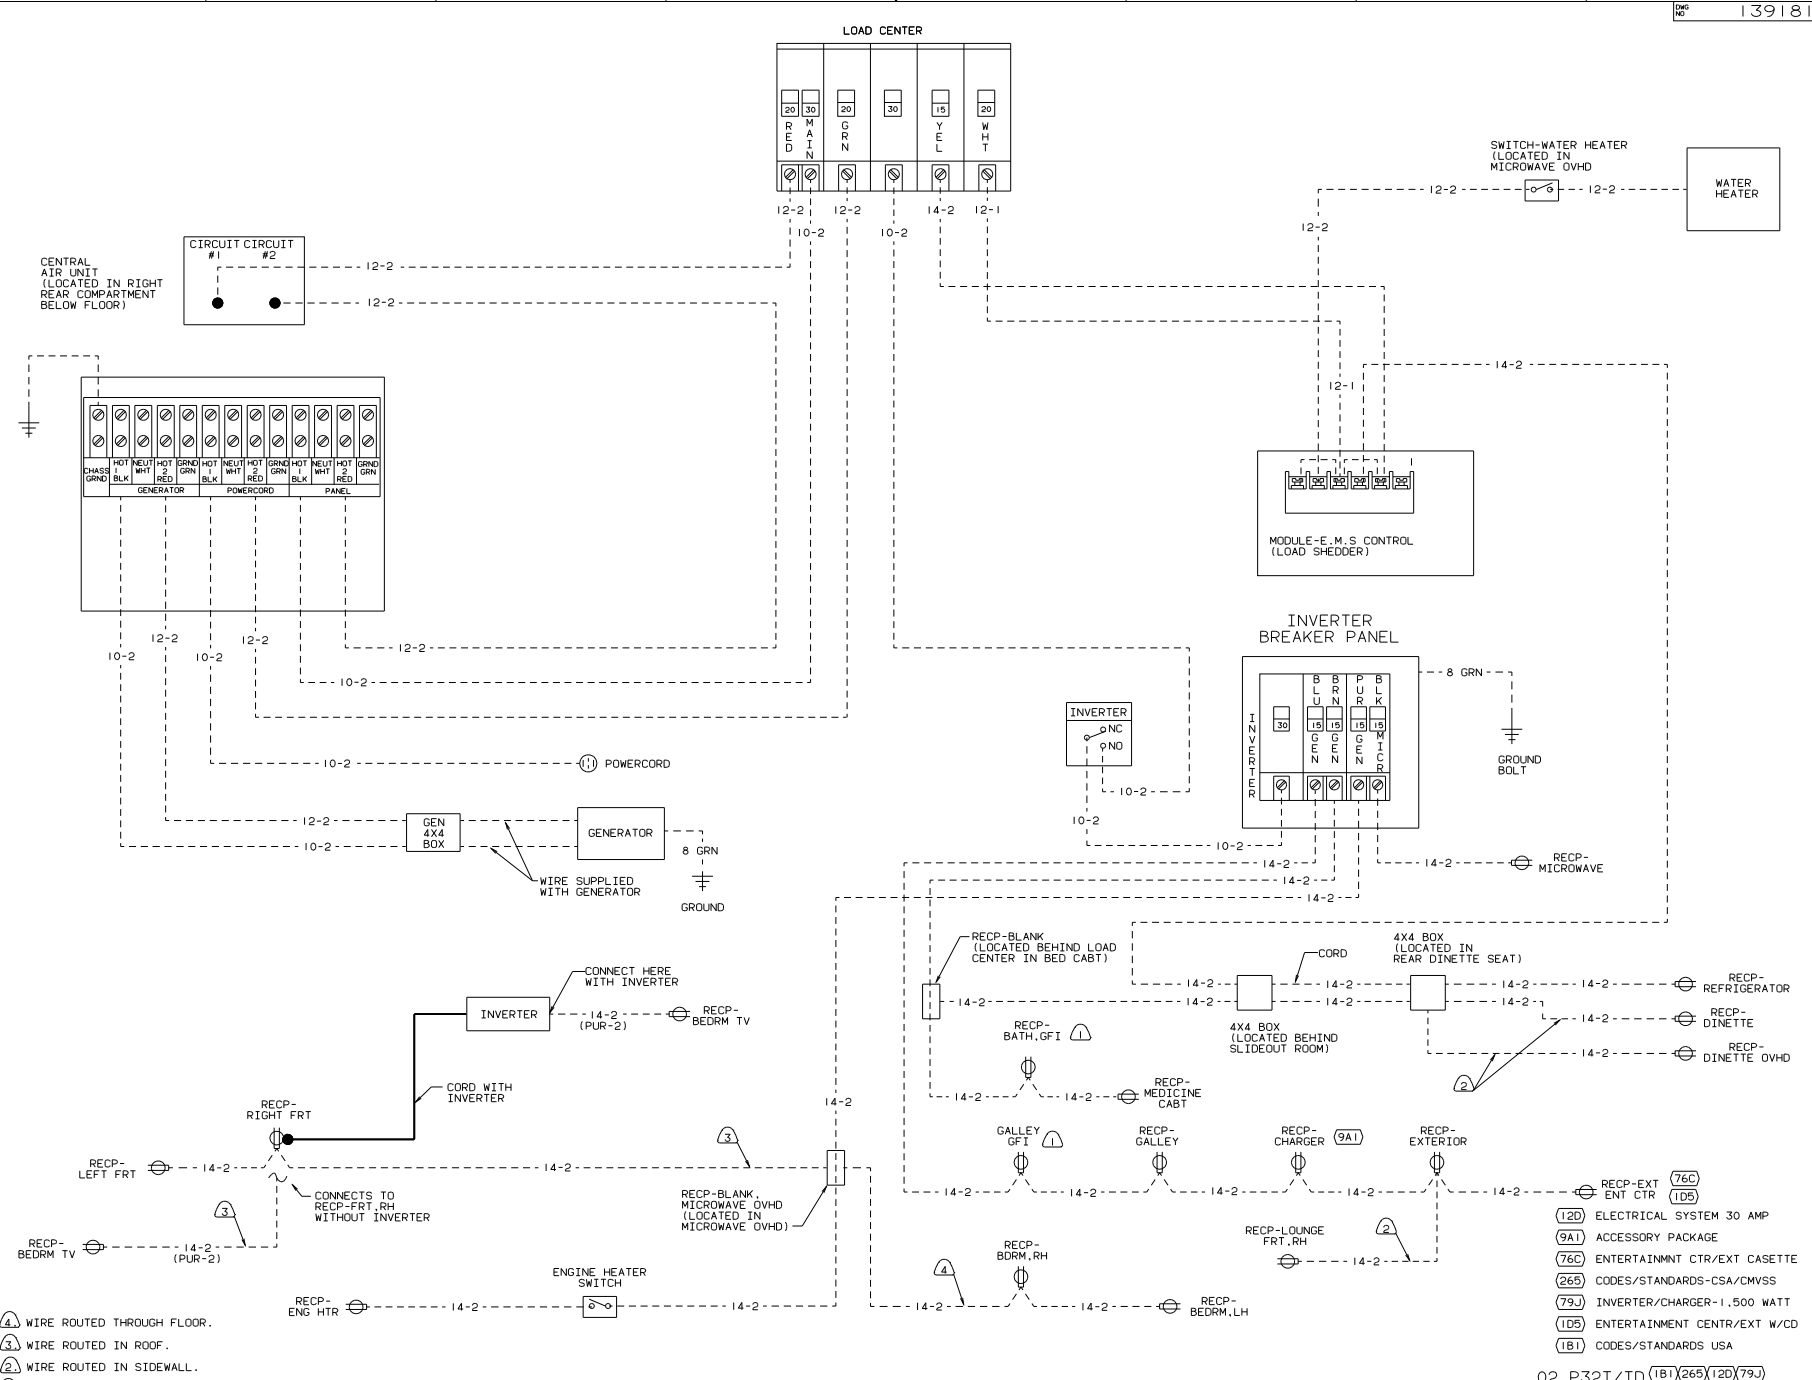 DWG
NO
139181
LOAD CENTER
20
30
20
30
15
20
RED
MAIN
GRN
YEL
WHT
12-2
12-2
14-2
12-1
10-2
10-2
SWITCH-WATER HEATER
(LOCATED IN
MICROWAVE OVHD
12-2
12-2
WATER
HEATER
12-2
CENTRAL
AIR UNIT
(LOCATED IN RIGHT
REAR COMPARTMENT
BELOW FLOOR)
CIRCUIT
#1
CIRCUIT
#2
12-2
12-2
14-2
12-1
CHASS
GRND
HOT
1
BLK
NEUT
WHT
HOT
2
RED
GRND
GRN
HOT
1
BLK
NEUT
WHT
HOT
2
RED
GRND
GRN
HOT
1
BLK
NEUT
WHT
HOT
2
RED
GRND
GRN
GENERATOR
POWERCORD
PANEL
MODULE-E.M.S CONTROL
(LOAD SHEDDER)
12-2
12-2
10-2
10-2
12-2
10-2
10-2
POWERCORD
12-2
10-2
GEN
4X4
BOX
GENERATOR
8 GRN
GROUND
WIRE SUPPLIED
WITH GENERATOR
INVERTER
NC
NO
10-2
10-2
10-2
INVERTER
BREAKER PANEL
INVERTER
30
BLU
BRN
PUR
BLK
15
15
15
15
GEN
GEN
GEN
MICR
8 GRN
GROUND
BOLT
14-2
14-2
14-2
14-2
RECP-
MICROWAVE
RECP-BLANK
(LOCATED BEHIND LOAD
CENTER IN BED CABT)
14-2
14-2
14-2
4X4 BOX
(LOCATED BEHIND
SLIDEOUT ROOM)
CORD
14-2
14-2
4X4 BOX
(LOCATED IN
REAR DINETTE SEAT)
14-2
14-2
RECP-
REFRIGERATOR
14-2
14-2
RECP-
DINETTE
14-2
RECP-
DINETTE OVHD
2
RECP-
BATH,GFI
1
14-2
14-2
RECP-
MEDICINE
CABT
INVERTER
CONNECT HERE
WITH INVERTER
14-2
(PUR-2)
RECP-
BEDRM TV
CORD WITH
INVERTER
RECP-
RIGHT FRT
RECP-
LEFT FRT
14-2
14-2
3
14-2
CONNECTS TO
RECP-FRT,RH
WITHOUT INVERTER
3
RECP-
BEDRM TV
14-2
(PUR-2)
RECP-BLANK,
MICROWAVE OVHD
(LOCATED IN
MICROWAVE OVHD)
GALLEY
GFI
1
RECP-
GALLEY
RECP-
CHARGER
9A1
RECP-
EXTERIOR
14-2
14-2
14-2
14-2
14-2
RECP-EXT
ENT CTR
76C
1D5
RECP-LOUNGE
FRT,RH
14-2
2
RECP-
BDRM,RH
4
14-2
14-2
RECP-
BEDRM,LH
ENGINE HEATER
SWITCH
RECP-
ENG HTR
14-2
14-2
12D ELECTRICAL SYSTEM 30 AMP
9A1 ACCESSORY PACKAGE
76C ENTERTAINMNT CTR/EXT CASETTE
265 CODES/STANDARDS-CSA/CMVSS
79J INVERTER/CHARGER-1,500 WATT
1D5 ENTERTAINMENT CENTR/EXT W/CD
1B1 CODES/STANDARDS USA
4. WIRE ROUTED THROUGH FLOOR.
3. WIRE ROUTED IN ROOF.
2. WIRE ROUTED IN SIDEWALL.
02 P32T/TD 1B1 265 12D 79J